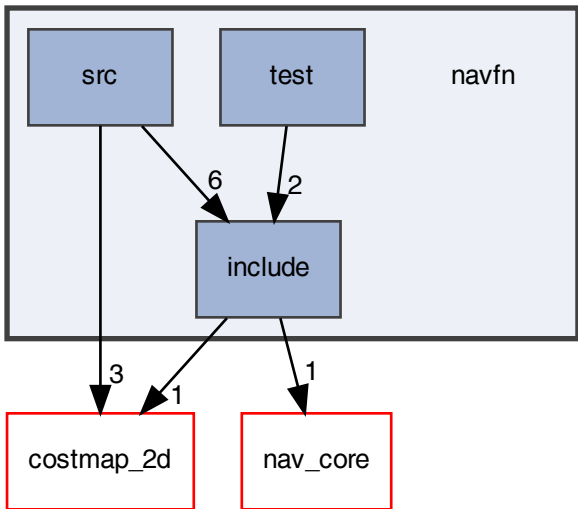 src
test
navfn
6
2
include
3
1
1
costmap_2d
nav_core